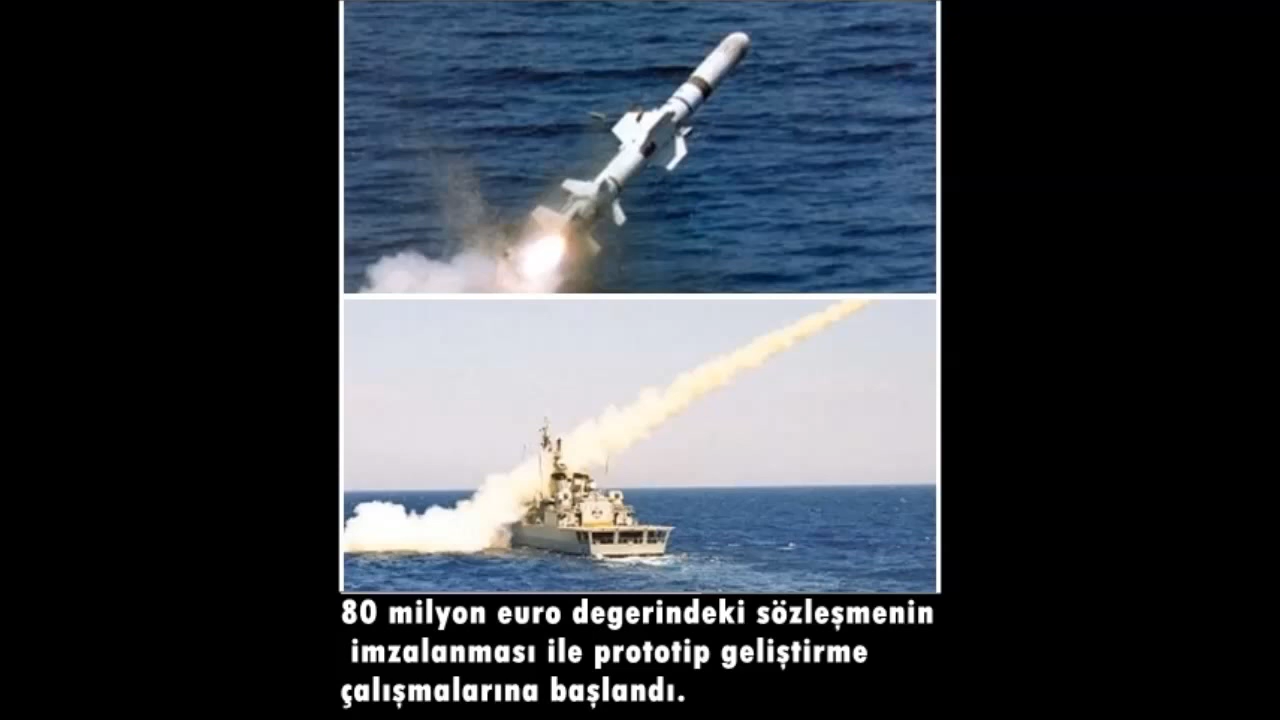 80 milyon euro degerindeki sözleşmenin
imzalanması ile prototip geliştirme
çalışmalarına başlandı.